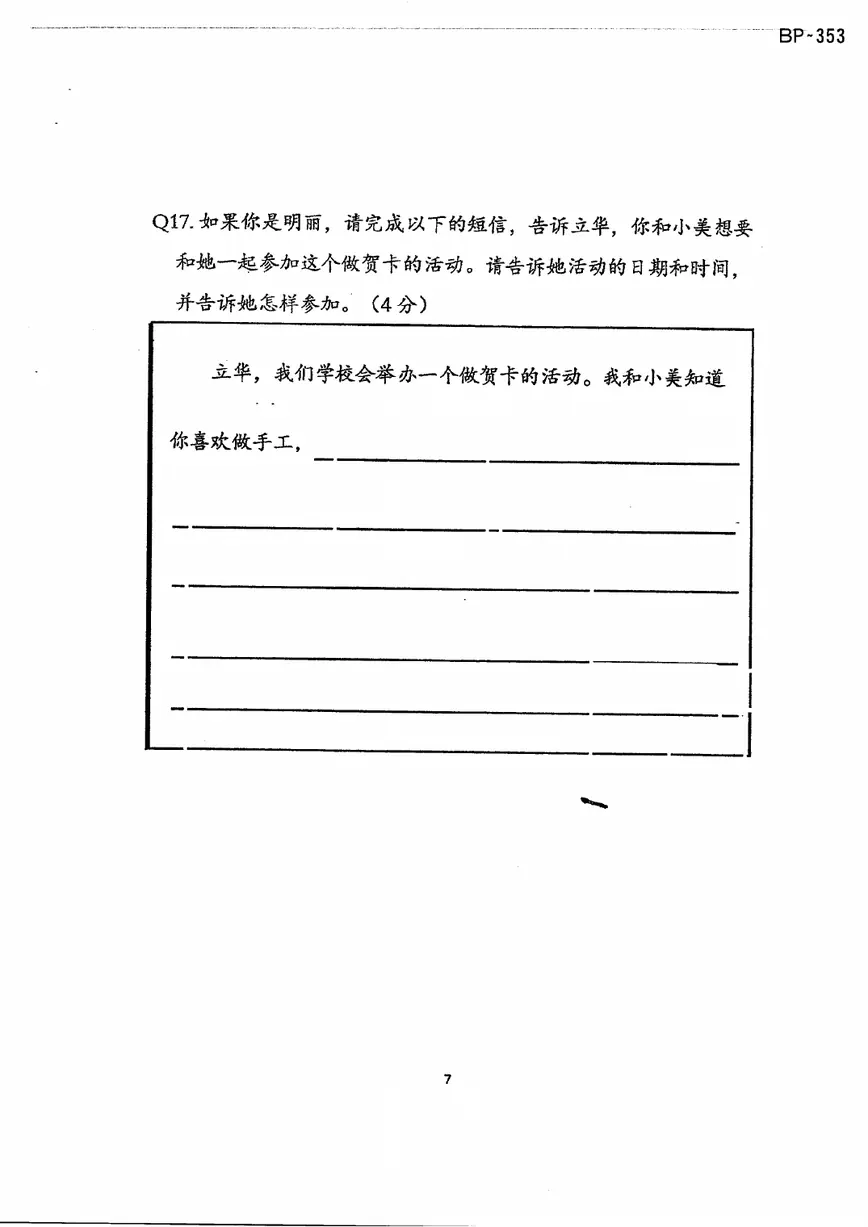 BP-353
Q17. 如果你是明丽，请完成以下的短信，告诉立华，你和小美想要
和她一起参加这个做贺卡的活动。请告诉她活动的日期和时间，
并告诉她怎样参加。（4 分）
立华，我们学校会举办一个做贺卡的活动。我和小美知道
你喜欢做手工，
7